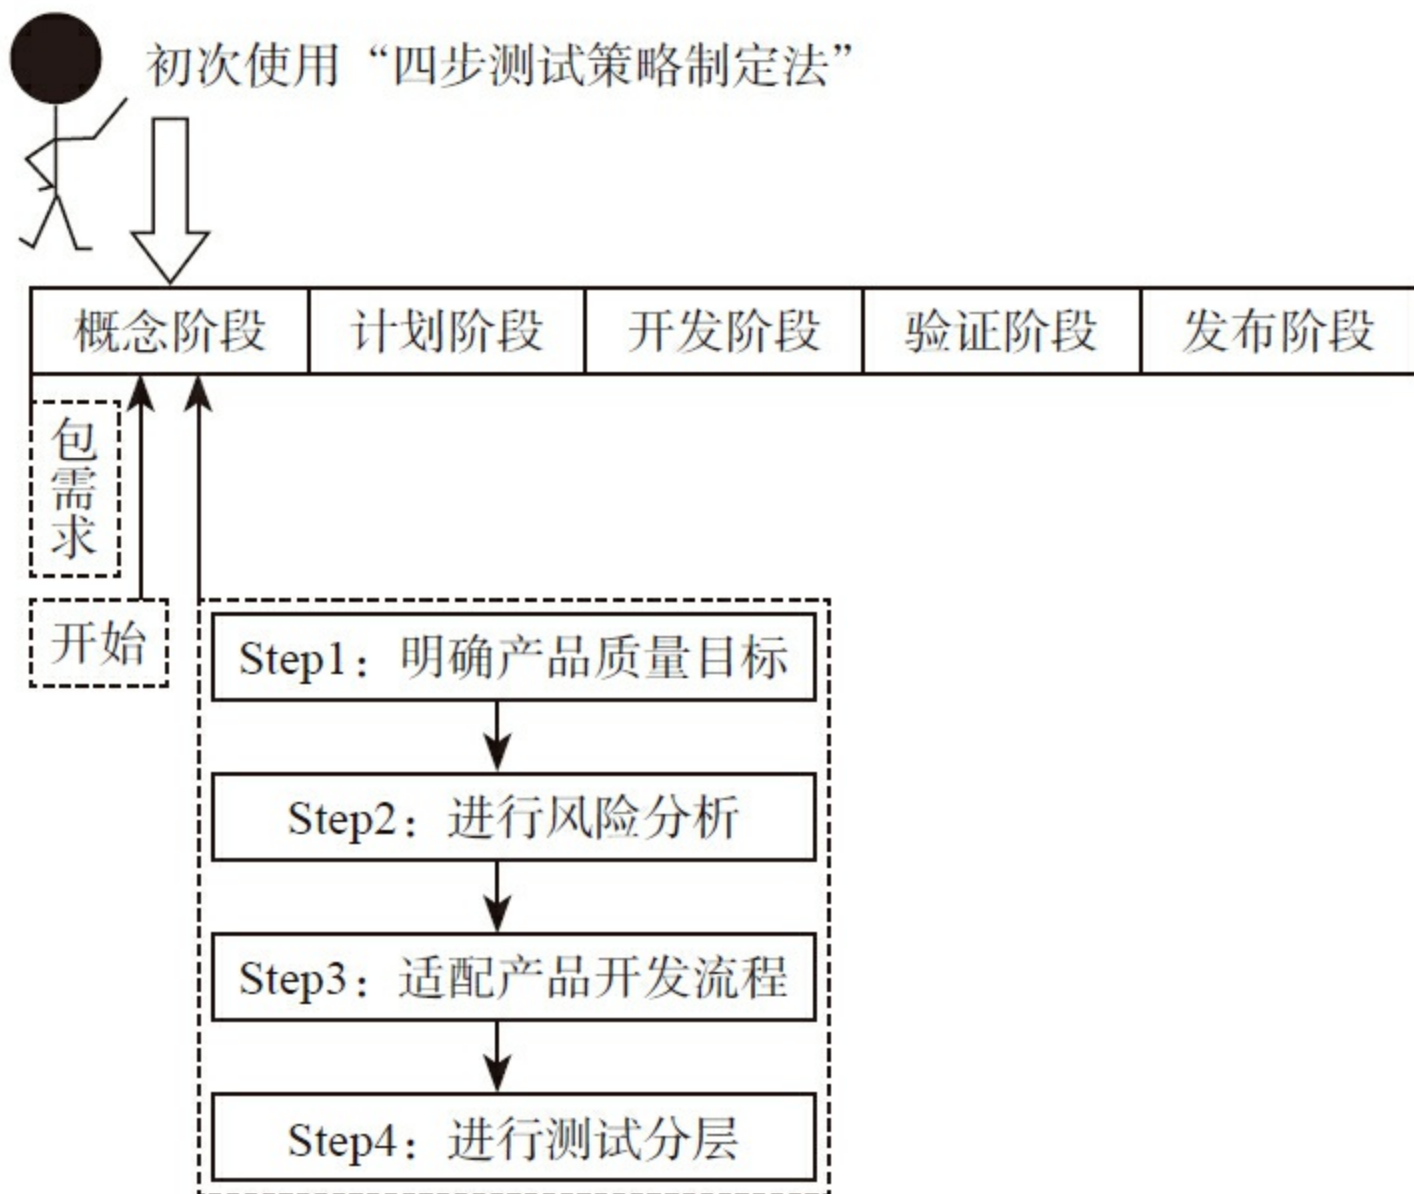 初次使用“四步测试策略制定法”
概念阶段 计划阶段 开发阶段 验证阶段 发布阶段
包需求
开始
Step1：明确产品质量目标
Step2：进行风险分析
Step3：适配产品开发流程
Step4：进行测试分层